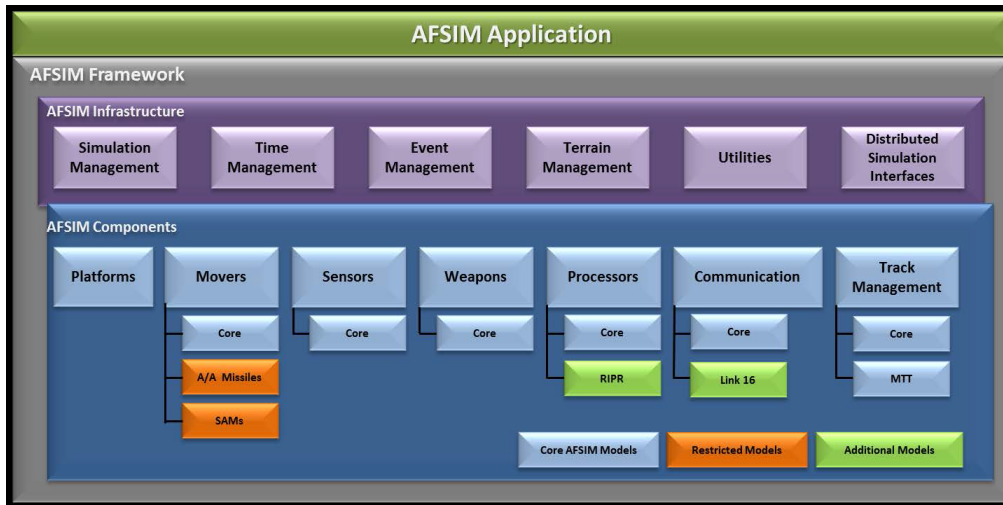 AFSIM Application
AFSIM Framework
AFSIM Infrastructure
Simulation
Management
Time
Management
Event
Management
Terrain
Management
Utilities
Distributed
Simulation
Interfaces
AFSIM Components
Platforms
Movers
Sensors
Weapons
Processors
Communication
Track
Management
Core
Core
Core
Core
Core
Core
A/A Missiles
RIPR
Link 16
MTT
SAMs
Core AFSIM Models
Restricted Models
Additional Models